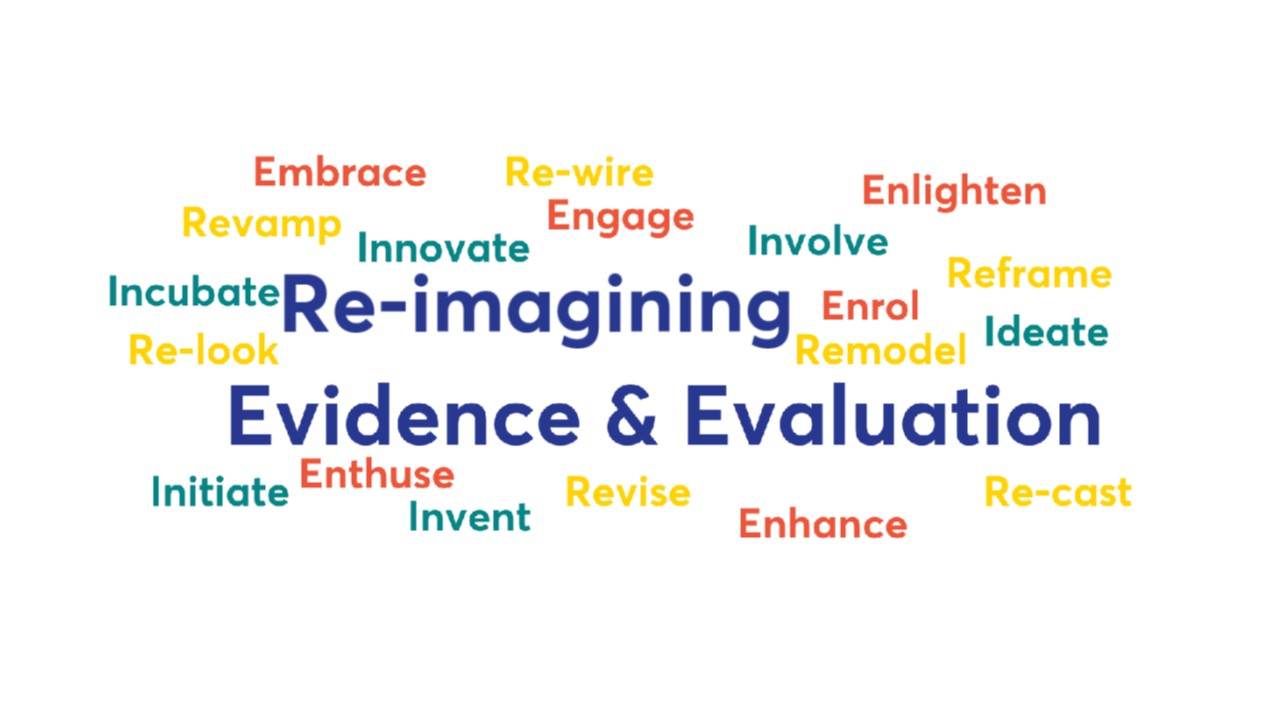 Embrace
Re-wire
Enlighten
Revamp
Engage
Innovate
Involve
Incubate
Re-imagining
Enrol
Reframe
Re-look
Remodel
Ideate
Evidence & Evaluation
Initiate
Enthuse
Invent
Revise
Enhance
Re-cast